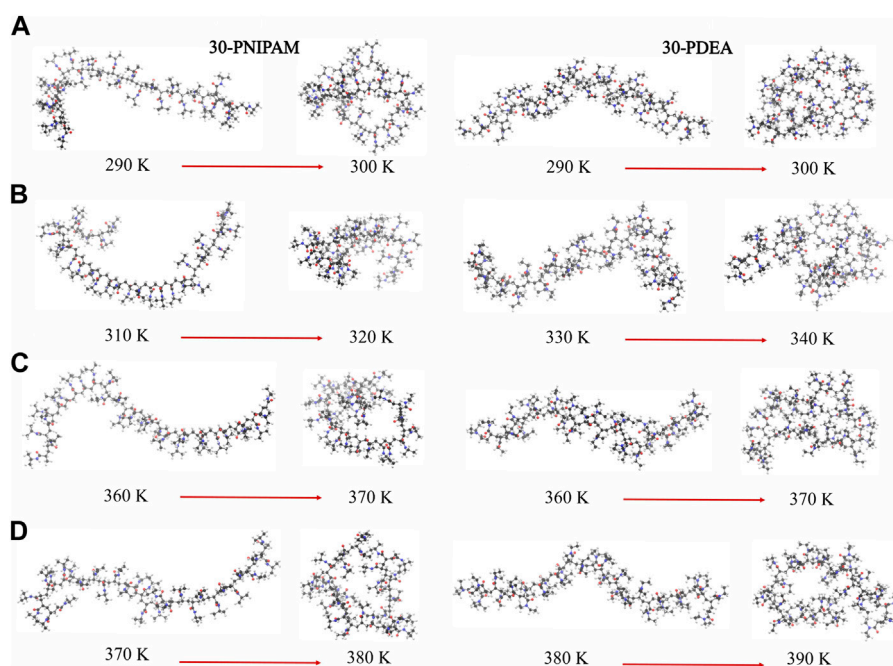 A
30-PNIPAM 30-PDEA
290 K 300 K 290 K 300 K
B
310 K 320 K 330 K 340 K
C
360 K 370 K 360 K 370 K
D
370 K 380 K 380 K 390 K